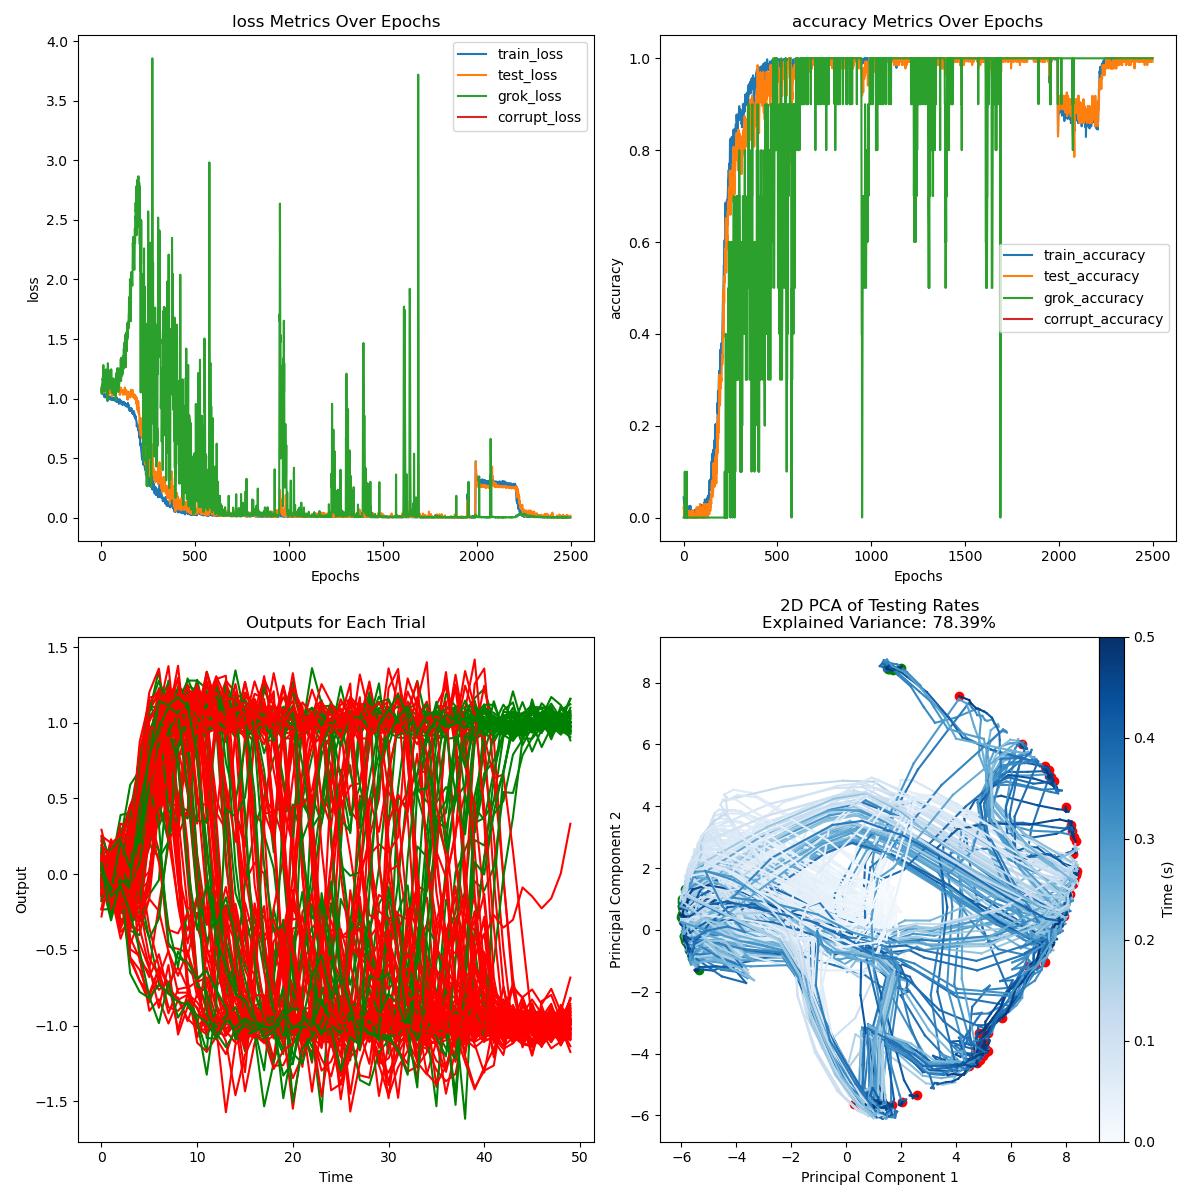 loss Metrics Over Epochs
loss
4.0
3.5
3.0
2.5
2.0
1.5
1.0
0.5
0.0
train_loss
test_loss
grok_loss
corrupt_loss
0
500
1000
1500
2000
2500
Epochs
accuracy Metrics Over Epochs
accuracy
1.0
0.8
0.6
0.4
0.2
0.0
train_accuracy
test_accuracy
grok_accuracy
corrupt_accuracy
0
500
1000
1500
2000
2500
Epochs
Outputs for Each Trial
Output
1.5
1.0
0.5
0.0
−0.5
−1.0
−1.5
0
10
20
30
40
50
Time
2D PCA of Testing Rates
Explained Variance: 78.39%
Principal Component 2
8
6
4
2
0
−2
−4
−6
−6
−4
−2
0
2
4
6
8
Principal Component 1
0.5
0.4
0.3
0.2
0.1
0.0
Time (s)